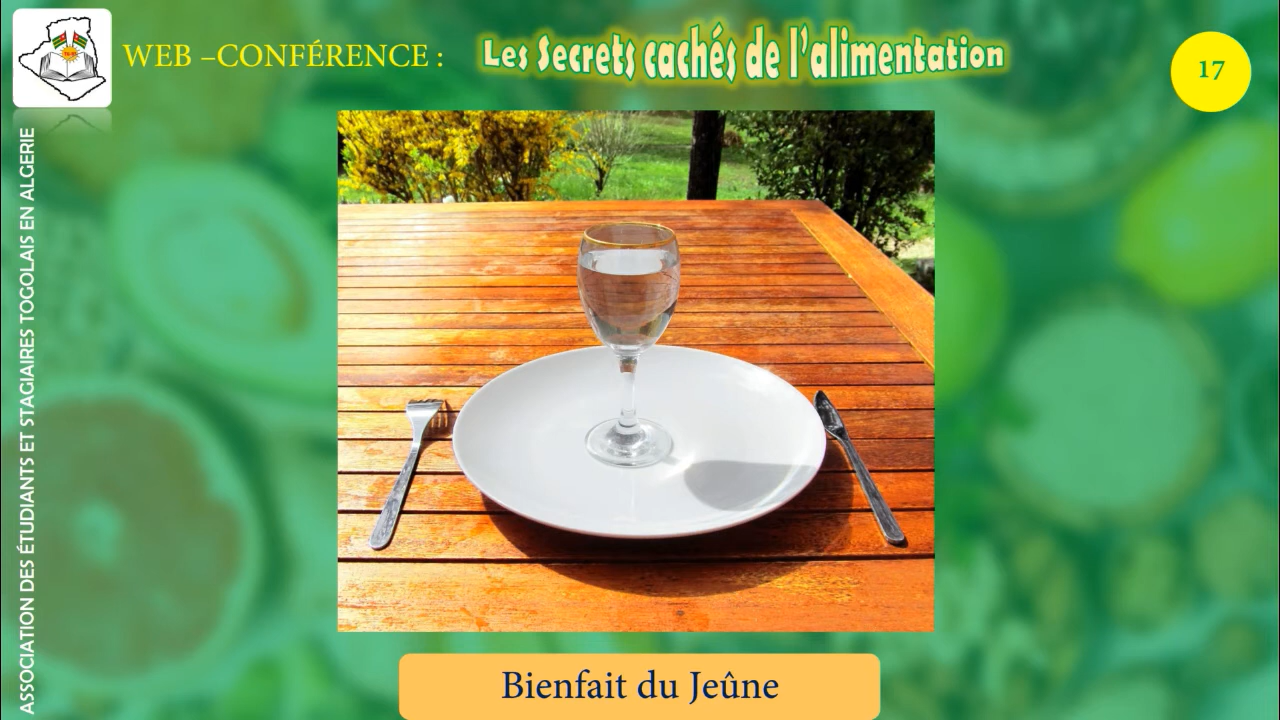 WEB –CONFÉRENCE :
Les Secrets cachés de l’alimentation
17
ASSOCIATION DES ÉTUDIANTS ET STAGIAIRES TOGOLAIS EN ALGERIE
Bienfait du Jeûne